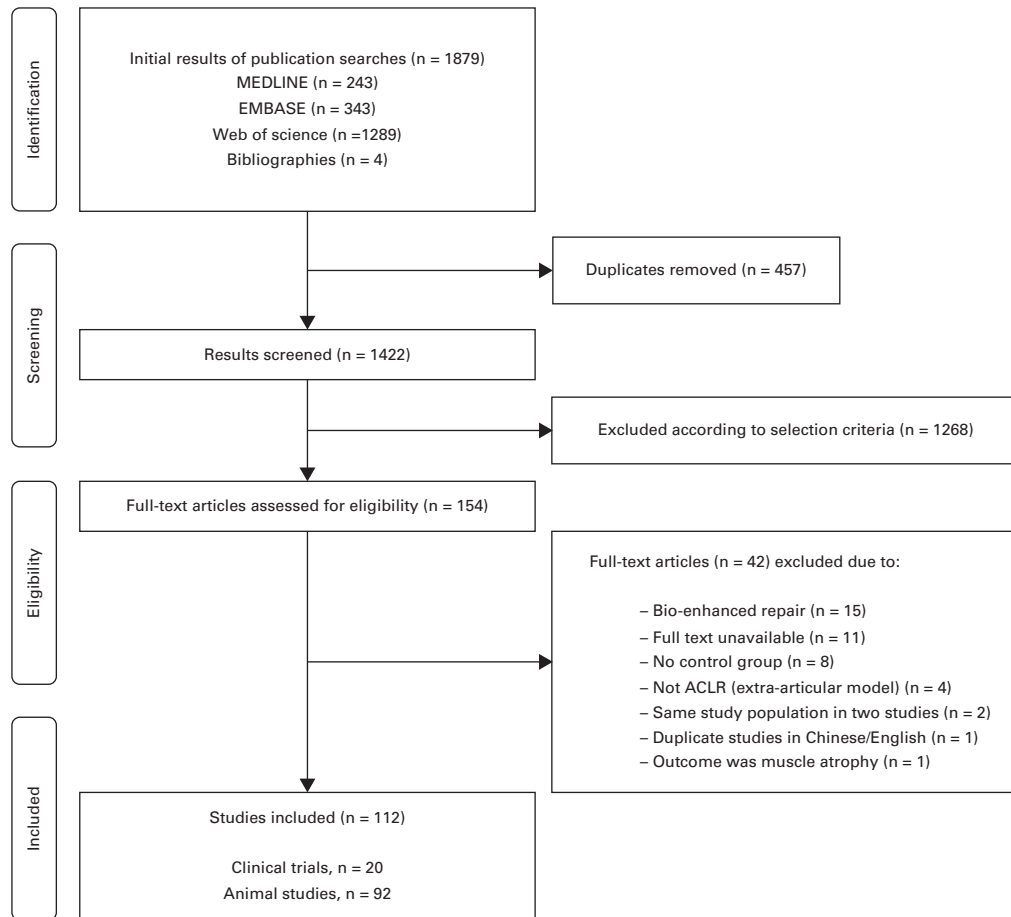 Identification
Initial results of publication searches (n = 1879)
MEDLINE (n = 243)
EMBASE (n = 343)
Web of science (n =1289)
Bibliographies (n = 4)
Screening
Duplicates removed (n = 457)
Results screened (n = 1422)
Excluded according to selection criteria (n = 1268)
Eligibility
Full-text articles assessed for eligibility (n = 154)
Full-text articles (n = 42) excluded due to:
– Bio-enhanced repair (n = 15)
– Full text unavailable (n = 11)
– No control group (n = 8)
– Not ACLR (extra-articular model) (n = 4)
– Same study population in two studies (n = 2)
– Duplicate studies in Chinese/English (n = 1)
– Outcome was muscle atrophy (n = 1)
Included
Studies included (n = 112)
Clinical trials, n = 20
Animal studies, n = 92